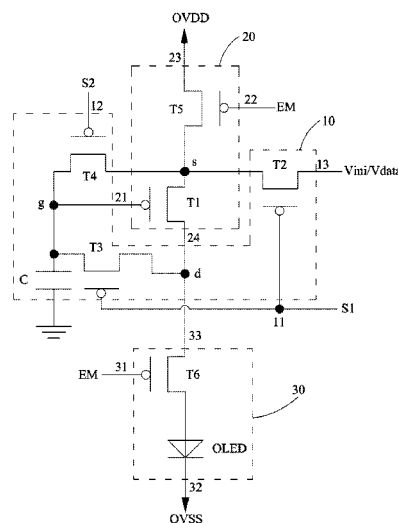 OVDD
20
23
S2
12
T5
22
EM
10
s
T2
13
Vini/Vdata
T4
21
g
T1
24
T3
d
C
S1
11
33
31
EM
T6
30
OLED
32
OVSS